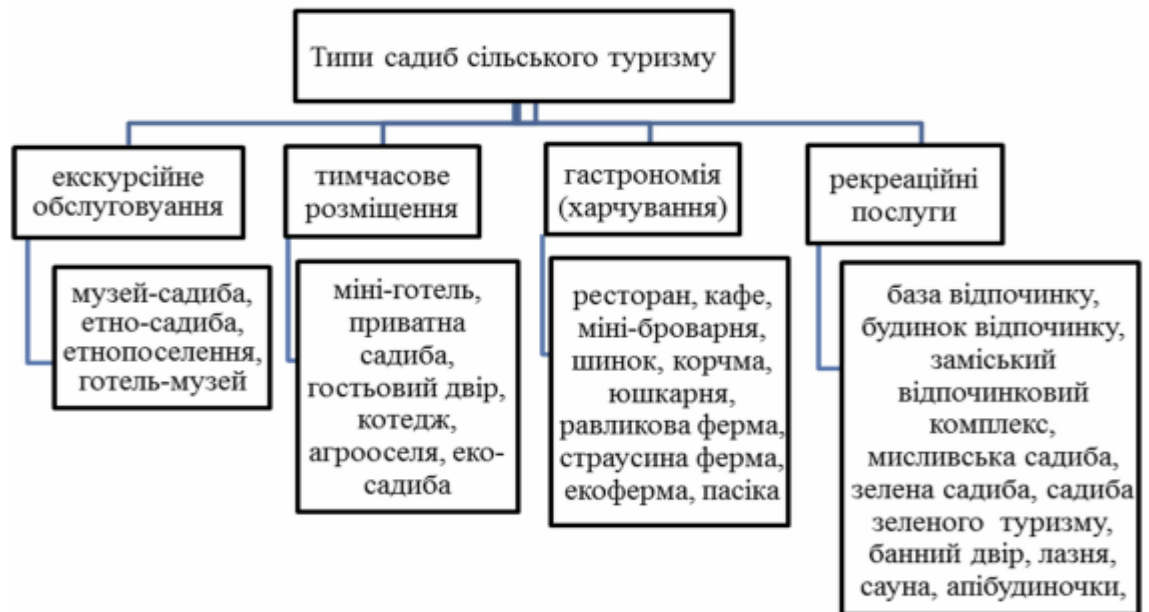 Типи садиб сільського туризму
екскурсійне
обслуговуання
тимчасове
розміщення
гастрономія
(харчування)
рекреаційні
послуги
музей-садиба,
етно-садиба,
етнопоселення,
готель-музей
міні-готель,
приватна
садиба,
гостьовий двір,
котедж,
агрооселя, еко-
садиба
ресторан, кафе,
міні-броварня,
шинок, корчма,
юшкарня,
равликова ферма,
страусина ферма,
екоферма, пасіка
база відпочинку,
будинок відпочинку,
заміський
відпочинковий
комплекс,
мисливська садиба,
зелена садиба, садиба
зеленого туризму,
банний двір, лазня,
сауна, апібудиночки,